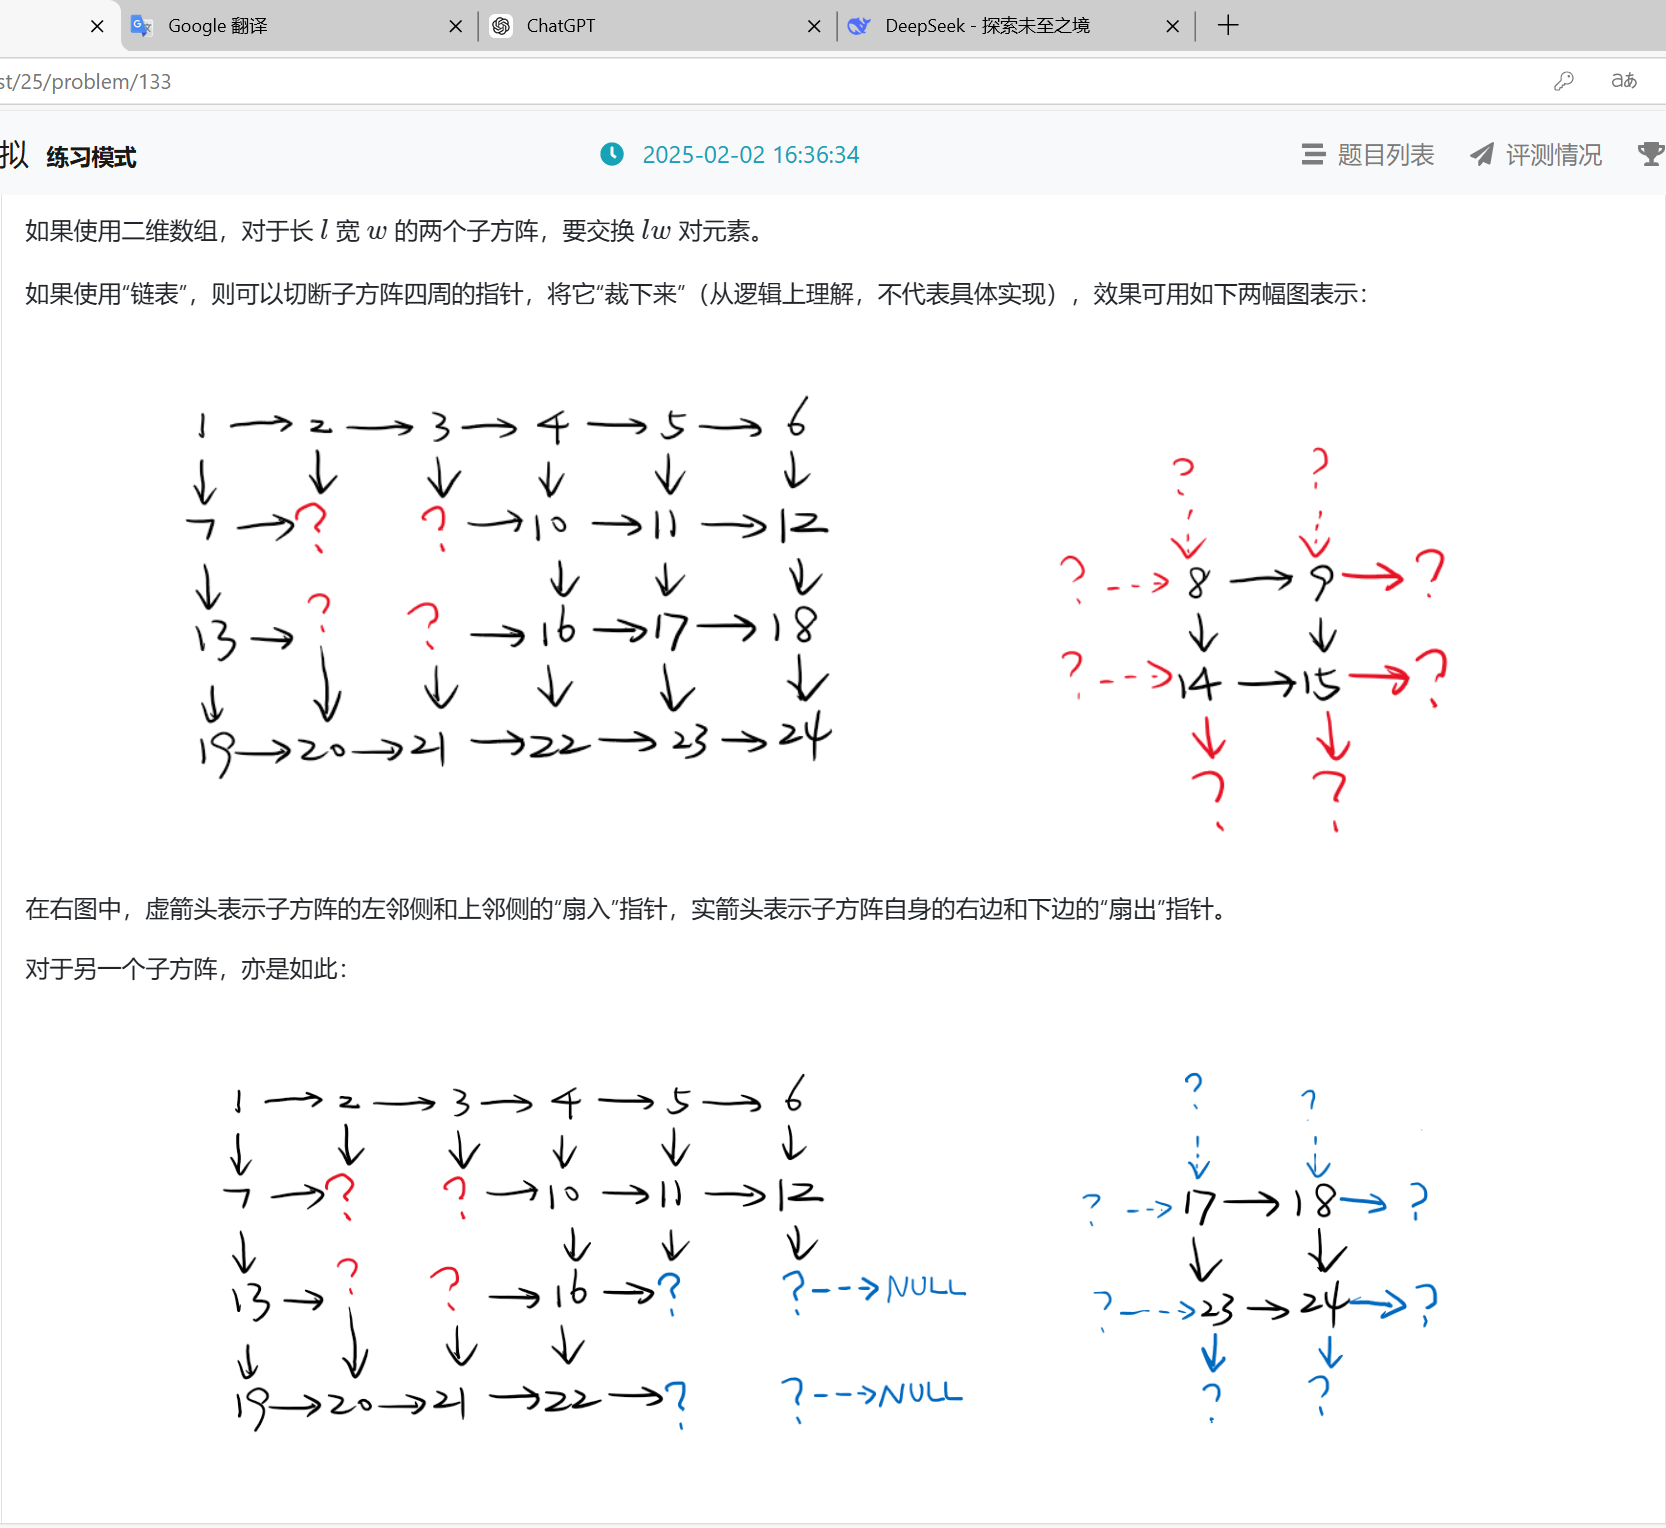 Google 翻译
ChatGPT
DeepSeek - 探索未至之境
st/25/problem/133
aあ
拟 练习模式
2025-02-02 16:36:34
题目列表
评测情况
如果使用二维数组，对于长 l 宽 w 的两个子方阵，要交换 lw 对元素。
如果使用“链表”，则可以切断子方阵四周的指针，将它“裁下来”（从逻辑上理解，不代表具体实现），效果可用如下两幅图表示：
1 → 2 → 3 → 4 → 5 → 6
7 → ? ? → 10 → 11 → 12
13 → ? ? → 16 → 17 → 18
19 → 20 → 21 → 22 → 23 → 24
? ?
? → 8 → 9 → ?
? → 14 → 15 → ?
? ?
在右图中，虚箭头表示子方阵的左邻侧和上邻侧的“扇入”指针，实箭头表示子方阵自身的右边和下边的“扇出”指针。
对于另一个子方阵，亦是如此：
1 → 2 → 3 → 4 → 5 → 6
7 → ? ? → 10 → 11 → 12
13 → ? ? → 16 → ? ? --> NULL
19 → 20 → 21 → 22 → ? ? --> NULL
? ?
? --> 17 → 18 → ?
? --> 23 → 24 → ?
? ?